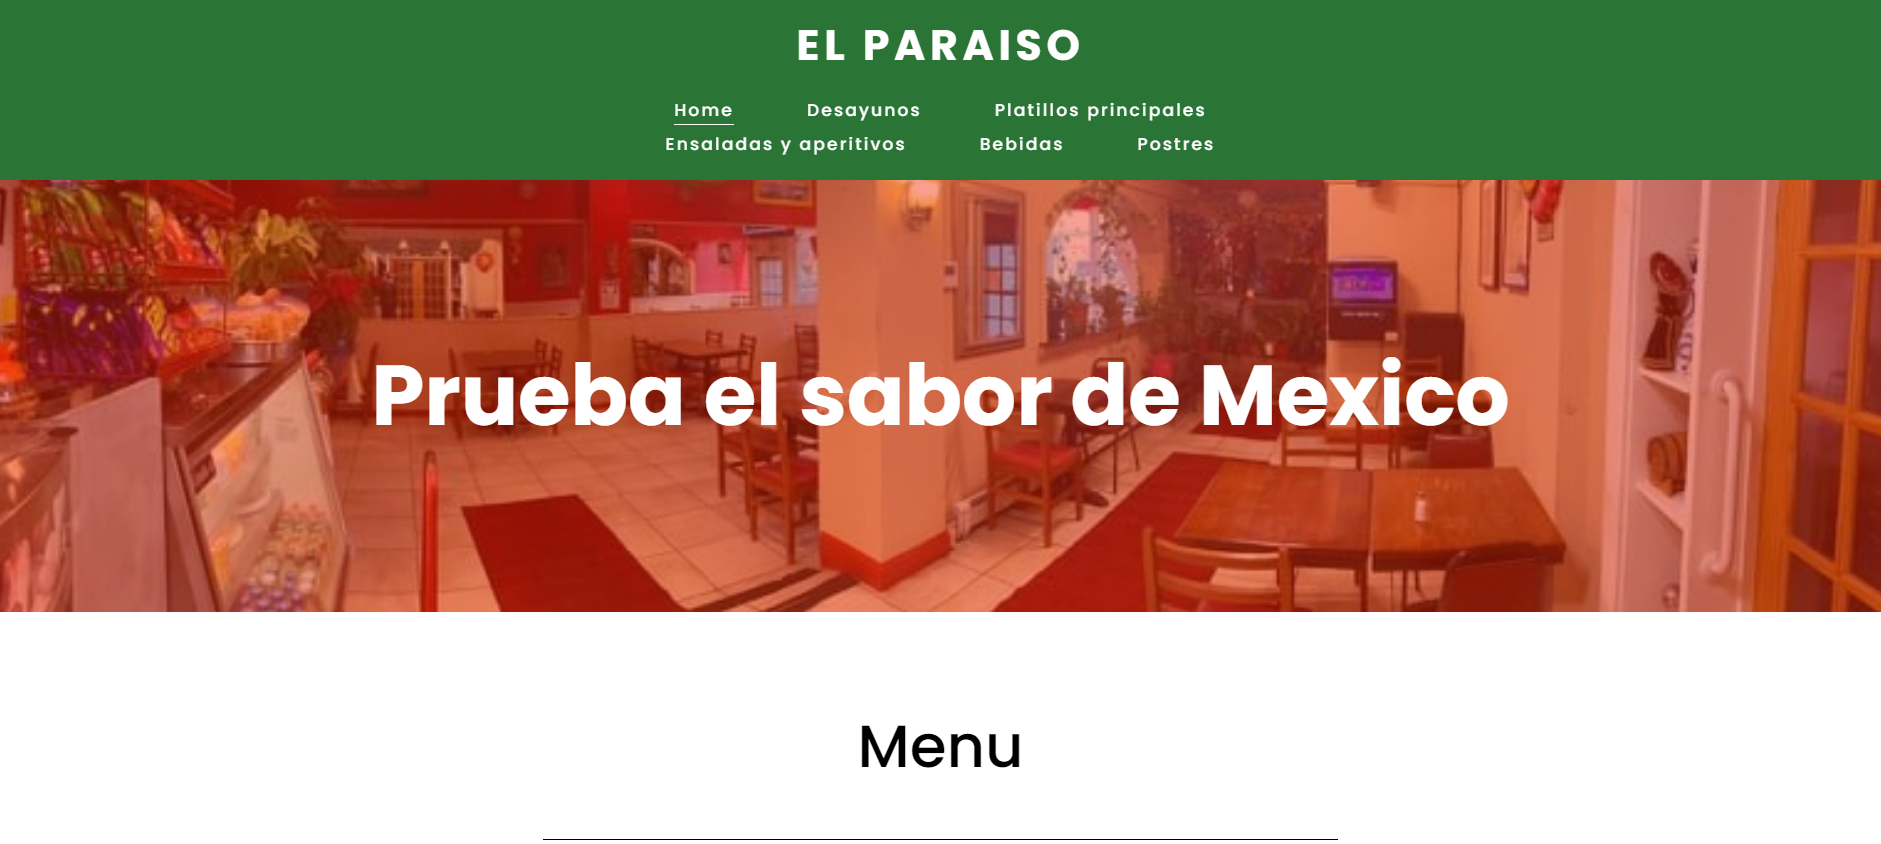 EL PARAISO
Home Desayunos Platillos principales
Ensaladas y aperitivos Bebidas Postres
Prueba el sabor de Mexico
Menu